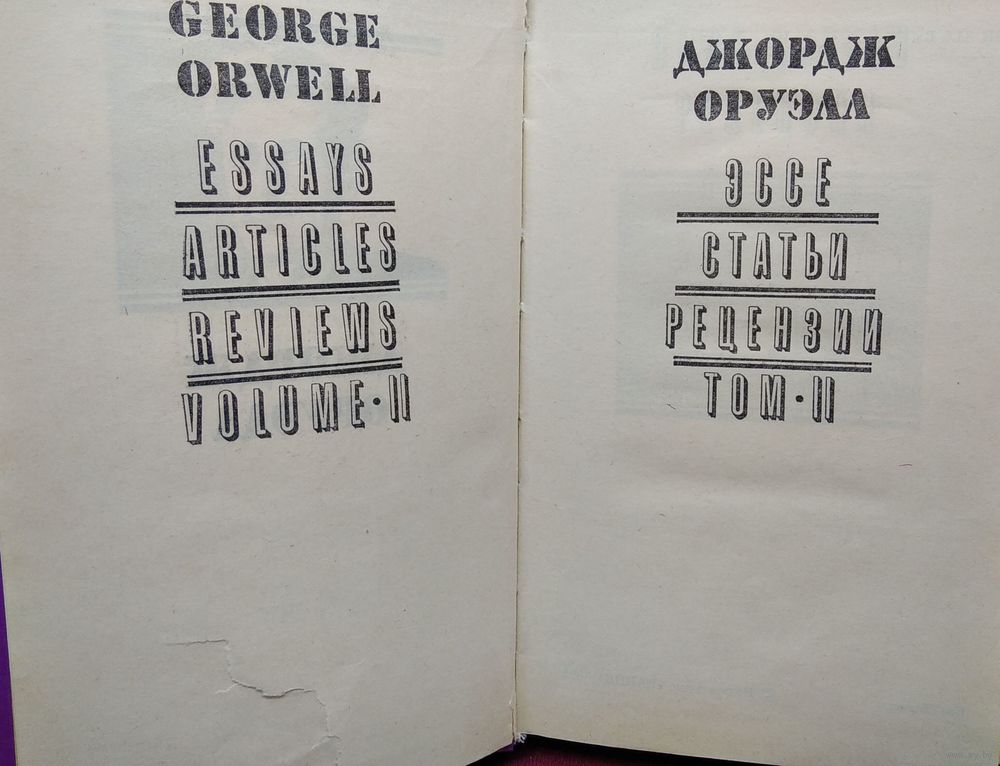 GEORGE
ORWELL
ESSAYS
ARTICLES
REVIEWS
VOLUME·II
ДЖОРДЖ
ОРУЭЛЛ
ЭССЕ
СТАТЬИ
РЕЦЕНЗИИ
ТОМ·II